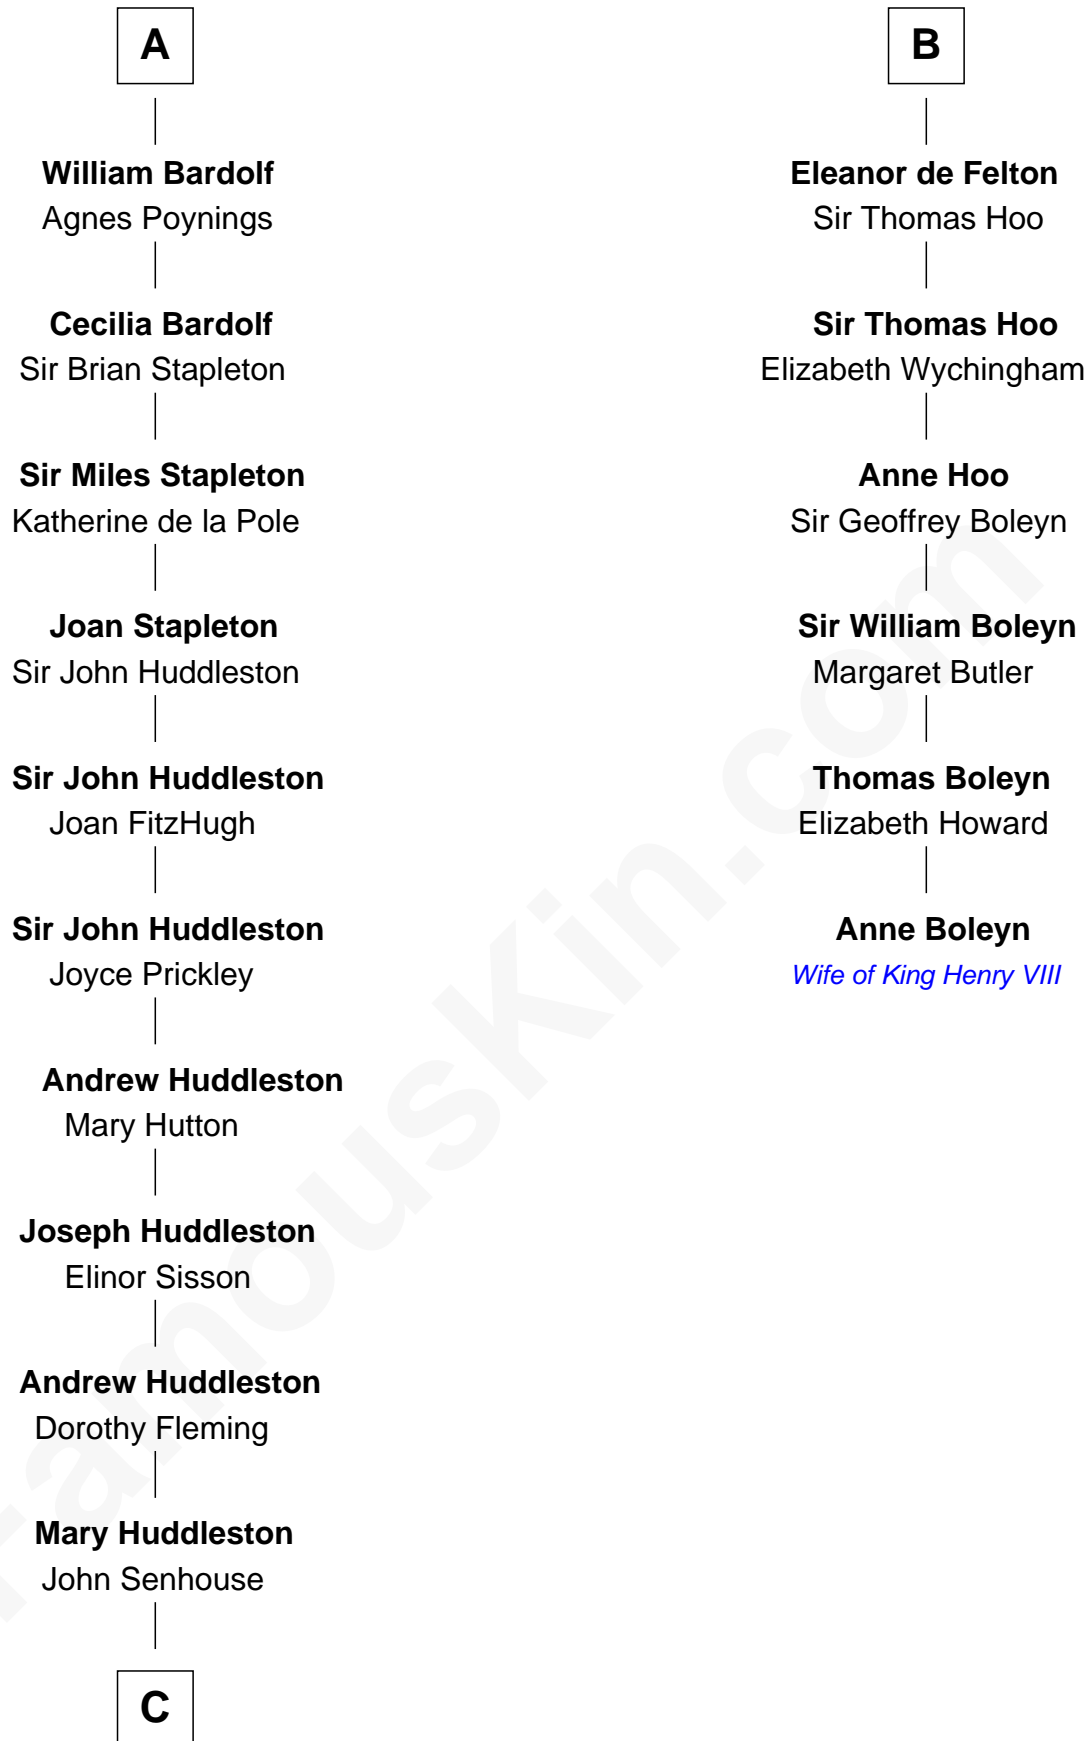 A
William Bardolf
Agnes Poynings
Cecilia Bardolf
Sir Brian Stapleton
Sir Miles Stapleton
Katherine de la Pole
Joan Stapleton
Sir John Huddleston
Sir John Huddleston
Joan FitzHugh
Sir John Huddleston
Joyce Prickley
Andrew Huddleston
Mary Hutton
Joseph Huddleston
Elinor Sisson
Andrew Huddleston
Dorothy Fleming
Mary Huddleston
John Senhouse
C
B
Eleanor de Felton
Sir Thomas Hoo
Sir Thomas Hoo
Elizabeth Wychingham
Anne Hoo
Sir Geoffrey Boleyn
Sir William Boleyn
Margaret Butler
Thomas Boleyn
Elizabeth Howard
Anne Boleyn
Wife of King Henry VIII
FamousKin.com